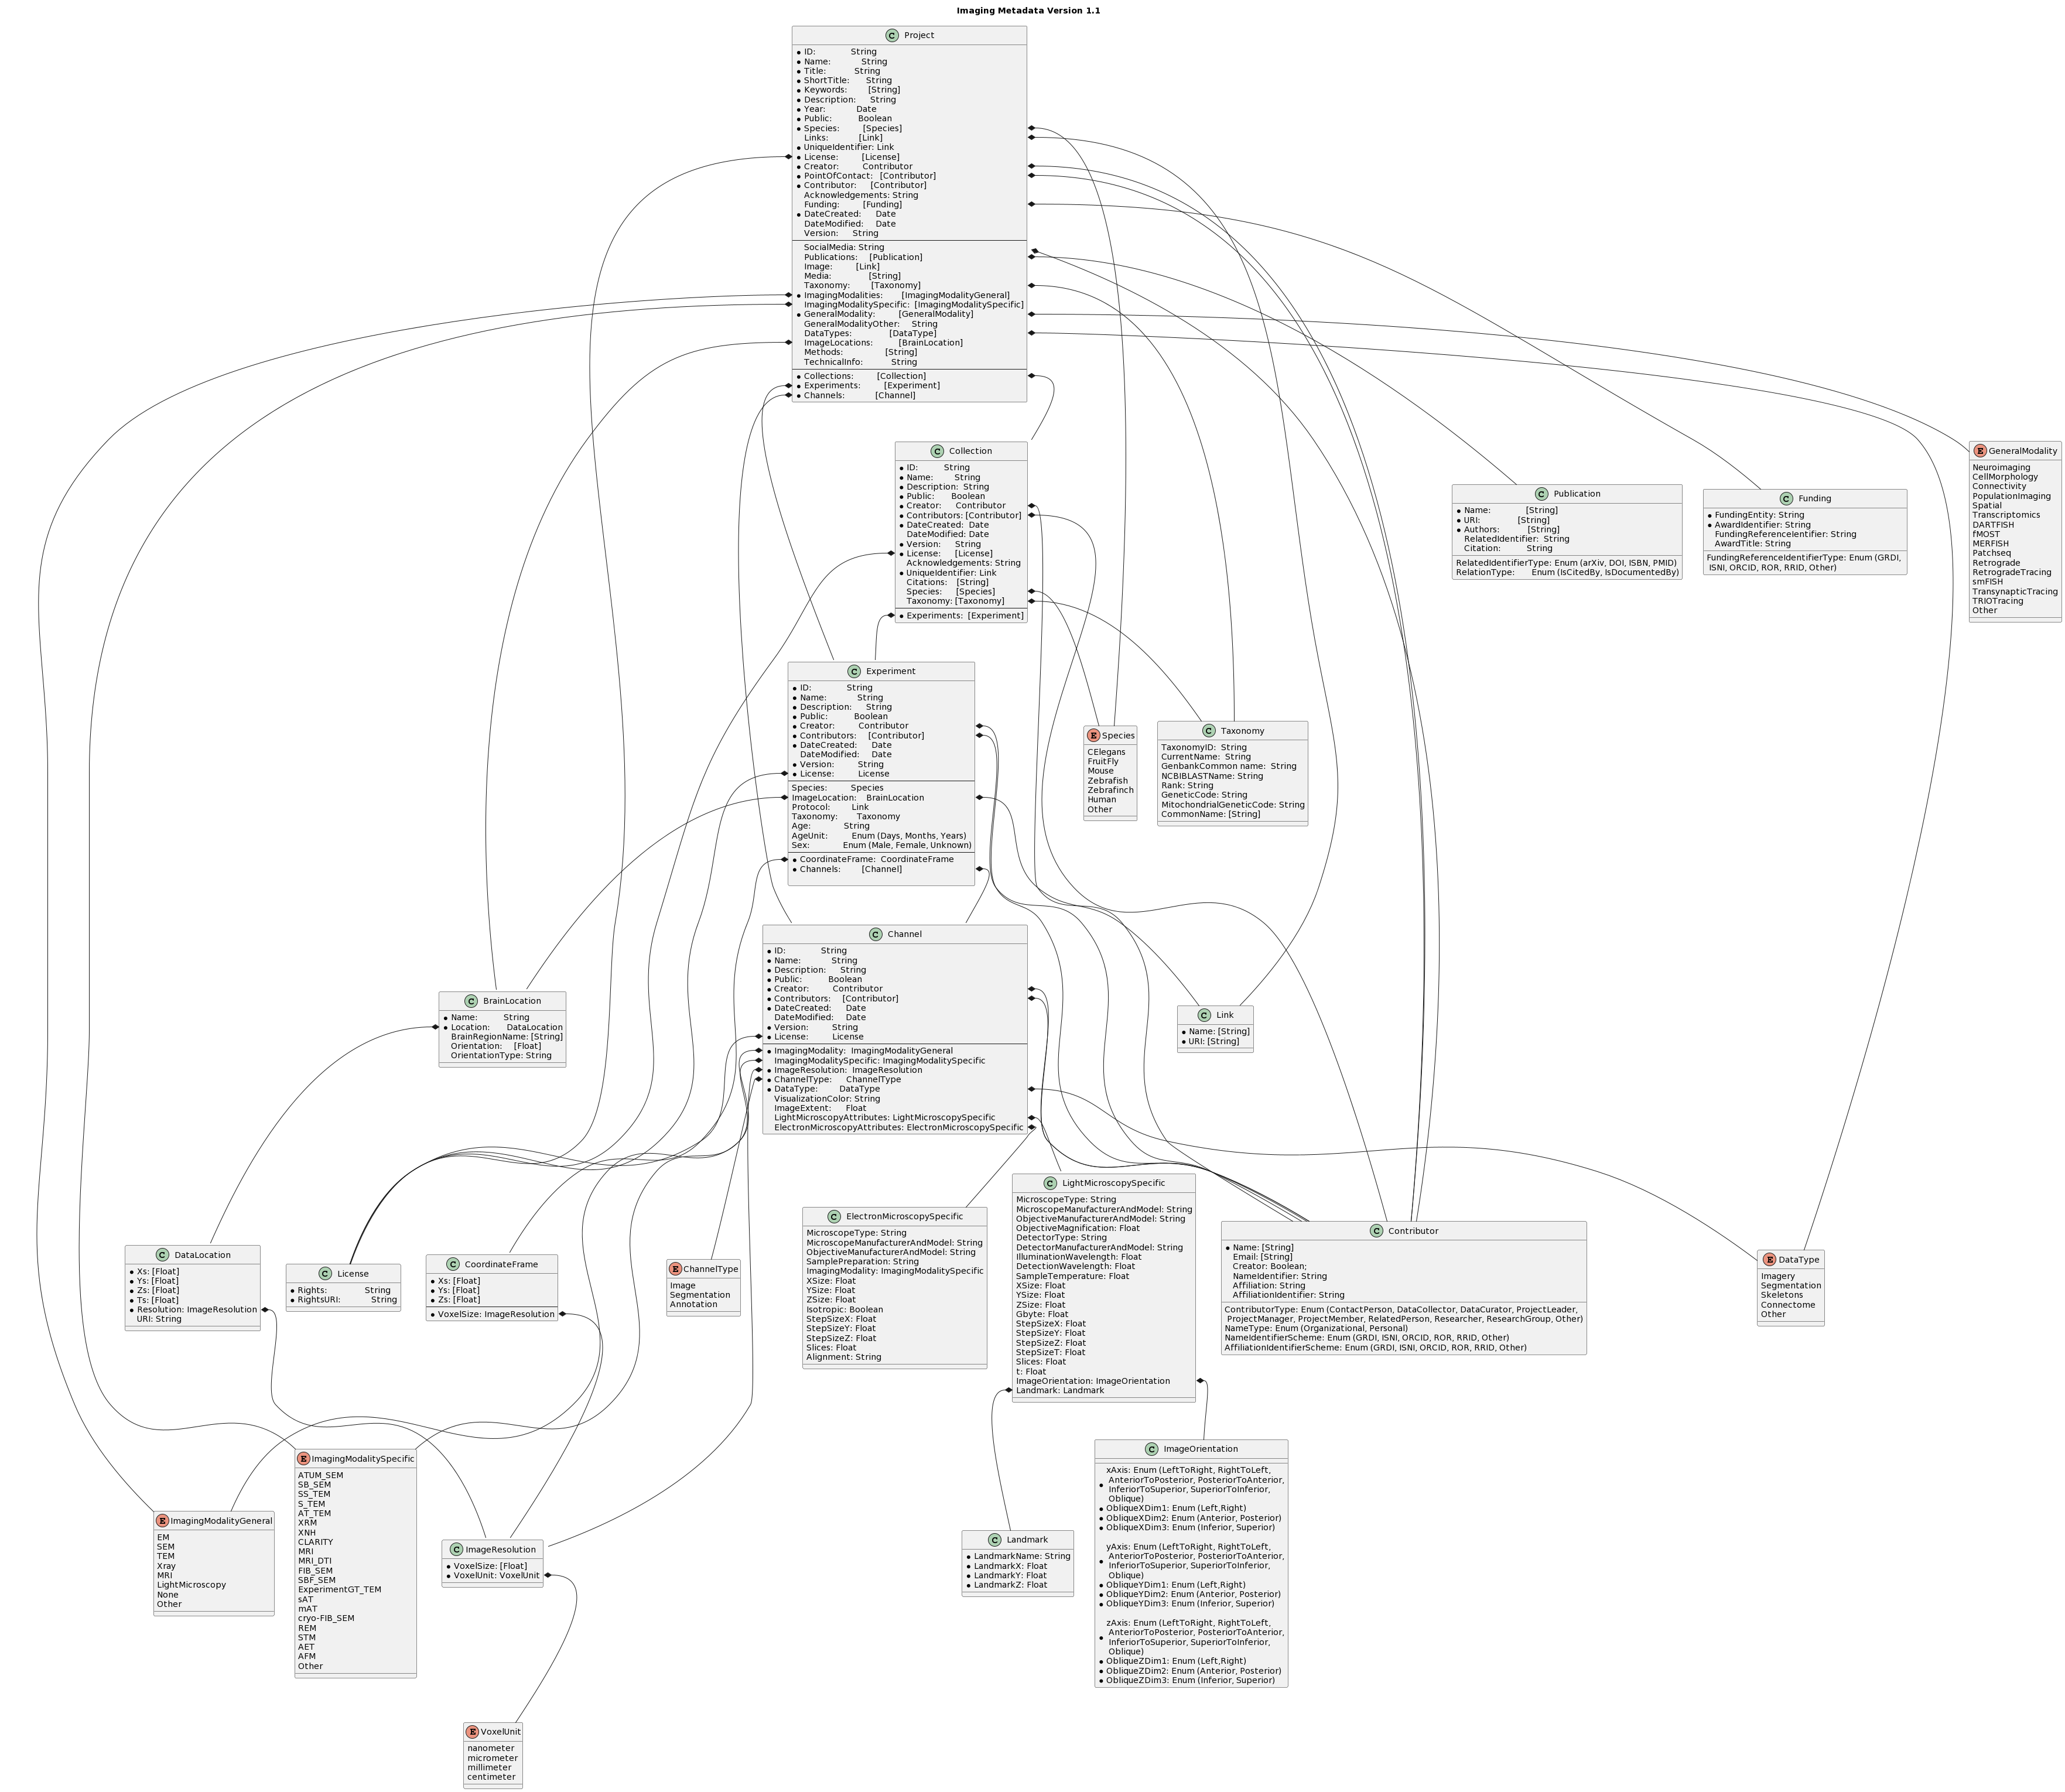 Imaging Metadata Version 1.1
C Project
ID: String
Name: String
Title: String
ShortTitle: String
Keywords: [String]
Description: String
Year: Date
Public: Boolean
Species: [Species]
Links: [Link]
UniqueIdentifier: Link
License: [License]
Creator: Contributor
PointOfContact: [Contributor]
Contributor: [Contributor]
Acknowledgements: String
Funding: [Funding]
DateCreated: Date
DateModified: Date
Version: String
SocialMedia: String
Publications: [Publication]
Image: [Link]
Media: [String]
Taxonomy: [Taxonomy]
ImagingModalities: [ImagingModalityGeneral]
ImagingModalitySpecific: [ImagingModalitySpecific]
GeneralModality: [GeneralModality]
GeneralModalityOther: String
DataTypes: [DataType]
ImageLocations: [BrainLocation]
Methods: [String]
TechnicalInfo: String
Collections: [Collection]
Experiments: [Experiment]
Channels: [Channel]
C Collection
ID: String
Name: String
Description: String
Public: Boolean
Creator: Contributor
Contributors: [Contributor]
DateCreated: Date
DateModified: Date
Version: String
License: [License]
Acknowledgements: String
UniqueIdentifier: Link
Citations: [String]
Species: [Species]
Taxonomy: [Taxonomy]
Experiments: [Experiment]
C Publication
Name: [String]
URI: [String]
Authors: [String]
RelatedIdentifier: String
Citation: String
RelatedIdentifierType: Enum (arXiv, DOI, ISBN, PMID)
RelationType: Enum (IsCitedBy, IsDocumentedBy)
C Funding
FundingEntity: String
AwardIdentifier: String
FundingReferenceIentifier: String
AwardTitle: String
FundingReferenceIdentifierType: Enum (GRDI,
ISNI, ORCID, ROR, RRID, Other)
E GeneralModality
Neuroimaging
CellMorphology
Connectivity
PopulationImaging
Spatial
Transcriptomics
DARTFISH
fMOST
MERFISH
Patchseq
Retrograde
RetrogradeTracing
smFISH
TransynapticTracing
TRIOTracing
Other
C Experiment
ID: String
Name: String
Description: String
Public: Boolean
Creator: Contributor
Contributors: [Contributor]
DateCreated: Date
DateModified: Date
Version: String
License: License
Species: Species
ImageLocation: BrainLocation
Protocol: Link
Taxonomy: Taxonomy
Age: String
AgeUnit: Enum (Days, Months, Years)
Sex: Enum (Male, Female, Unknown)
CoordinateFrame: CoordinateFrame
Channels: [Channel]
E Species
CElegans
FruitFly
Mouse
Zebrafish
Zebrafinch
Human
Other
C Taxonomy
TaxonomyID: String
CurrentName: String
GenbankCommon name: String
NCBIBLASTName: String
Rank: String
GeneticCode: String
MitochondrialGeneticCode: String
CommonName: [String]
C Channel
ID: String
Name: String
Description: String
Public: Boolean
Creator: Contributor
Contributors: [Contributor]
DateCreated: Date
DateModified: Date
Version: String
License: License
ImagingModality: ImagingModalityGeneral
ImagingModalitySpecific: ImagingModalitySpecific
ImageResolution: ImageResolution
ChannelType: ChannelType
DataType: DataType
VisualizationColor: String
ImageExtent: Float
LightMicroscopyAttributes: LightMicroscopySpecific
ElectronMicroscopyAttributes: ElectronMicroscopySpecific
C BrainLocation
Name: String
Location: DataLocation
BrainRegionName: [String]
Orientation: [Float]
OrientationType: String
C Link
Name: [String]
URI: [String]
C DataLocation
Xs: [Float]
Ys: [Float]
Zs: [Float]
Ts: [Float]
Resolution: ImageResolution
URI: String
C License
Rights: String
RightsURI: String
C CoordinateFrame
Xs: [Float]
Ys: [Float]
Zs: [Float]
VoxelSize: ImageResolution
E ChannelType
Image
Segmentation
Annotation
C ElectronMicroscopySpecific
MicroscopeType: String
MicroscopeManufacturerAndModel: String
ObjectiveManufacturerAndModel: String
SamplePreparation: String
ImagingModality: ImagingModalitySpecific
XSize: Float
YSize: Float
ZSize: Float
Isotropic: Boolean
StepSizeX: Float
StepSizeY: Float
StepSizeZ: Float
Slices: Float
Alignment: String
C LightMicroscopySpecific
MicroscopeType: String
MicroscopeManufacturerAndModel: String
ObjectiveManufacturerAndModel: String
ObjectiveMagnification: Float
DetectorType: String
DetectorManufacturerAndModel: String
IlluminationWavelength: Float
DetectionWavelength: Float
SampleTemperature: Float
XSize: Float
YSize: Float
ZSize: Float
Gbyte: Float
StepSizeX: Float
StepSizeY: Float
StepSizeZ: Float
StepSizeT: Float
Slices: Float
t: Float
ImageOrientation: ImageOrientation
Landmark: Landmark
C Contributor
Name: [String]
Email: [String]
Creator: Boolean;
NameIdentifier: String
Affiliation: String
AffiliationIdentifier: String
ContributorType: Enum (ContactPerson, DataCollector, DataCurator, ProjectLeader,
ProjectManager, ProjectMember, RelatedPerson, Researcher, ResearchGroup, Other)
NameType: Enum (Organizational, Personal)
NameIdentifierScheme: Enum (GRDI, ISNI, ORCID, ROR, RRID, Other)
AffiliationIdentifierScheme: Enum (GRDI, ISNI, ORCID, ROR, RRID, Other)
E DataType
Imagery
Segmentation
Skeletons
Connectome
Other
E ImagingModalityGeneral
EM
SEM
TEM
Xray
MRI
LightMicroscopy
None
Other
E ImagingModalitySpecific
ATUM_SEM
SB_SEM
SS_TEM
S_TEM
AT_TEM
XRM
XNH
CLARITY
MRI
MRI_DTI
FIB_SEM
SBF_SEM
ExperimentGT_TEM
sAT
mAT
cryo-FIB_SEM
REM
STM
AET
AFM
Other
C ImageResolution
VoxelSize: [Float]
VoxelUnit: VoxelUnit
C Landmark
LandmarkName: String
LandmarkX: Float
LandmarkY: Float
LandmarkZ: Float
C ImageOrientation
xAxis: Enum (LeftToRight, RightToLeft,
AnteriorToPosterior, PosteriorToAnterior,
InferiorToSuperior, SuperiorToInferior,
Oblique)
ObliqueXDim1: Enum (Left,Right)
ObliqueXDim2: Enum (Anterior, Posterior)
ObliqueXDim3: Enum (Inferior, Superior)
yAxis: Enum (LeftToRight, RightToLeft,
AnteriorToPosterior, PosteriorToAnterior,
InferiorToSuperior, SuperiorToInferior,
Oblique)
ObliqueYDim1: Enum (Left,Right)
ObliqueYDim2: Enum (Anterior, Posterior)
ObliqueYDim3: Enum (Inferior, Superior)
zAxis: Enum (LeftToRight, RightToLeft,
AnteriorToPosterior, PosteriorToAnterior,
InferiorToSuperior, SuperiorToInferior,
Oblique)
ObliqueZDim1: Enum (Left,Right)
ObliqueZDim2: Enum (Anterior, Posterior)
ObliqueZDim3: Enum (Inferior, Superior)
E VoxelUnit
nanometer
micrometer
millimeter
centimeter